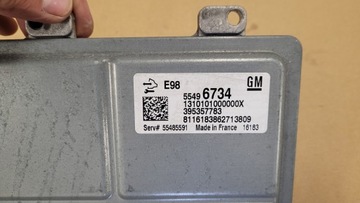 E98 GM
5549 6734
1310101000000X
395357783
8116183862713809
Serv# 55485591 Made in France 16183